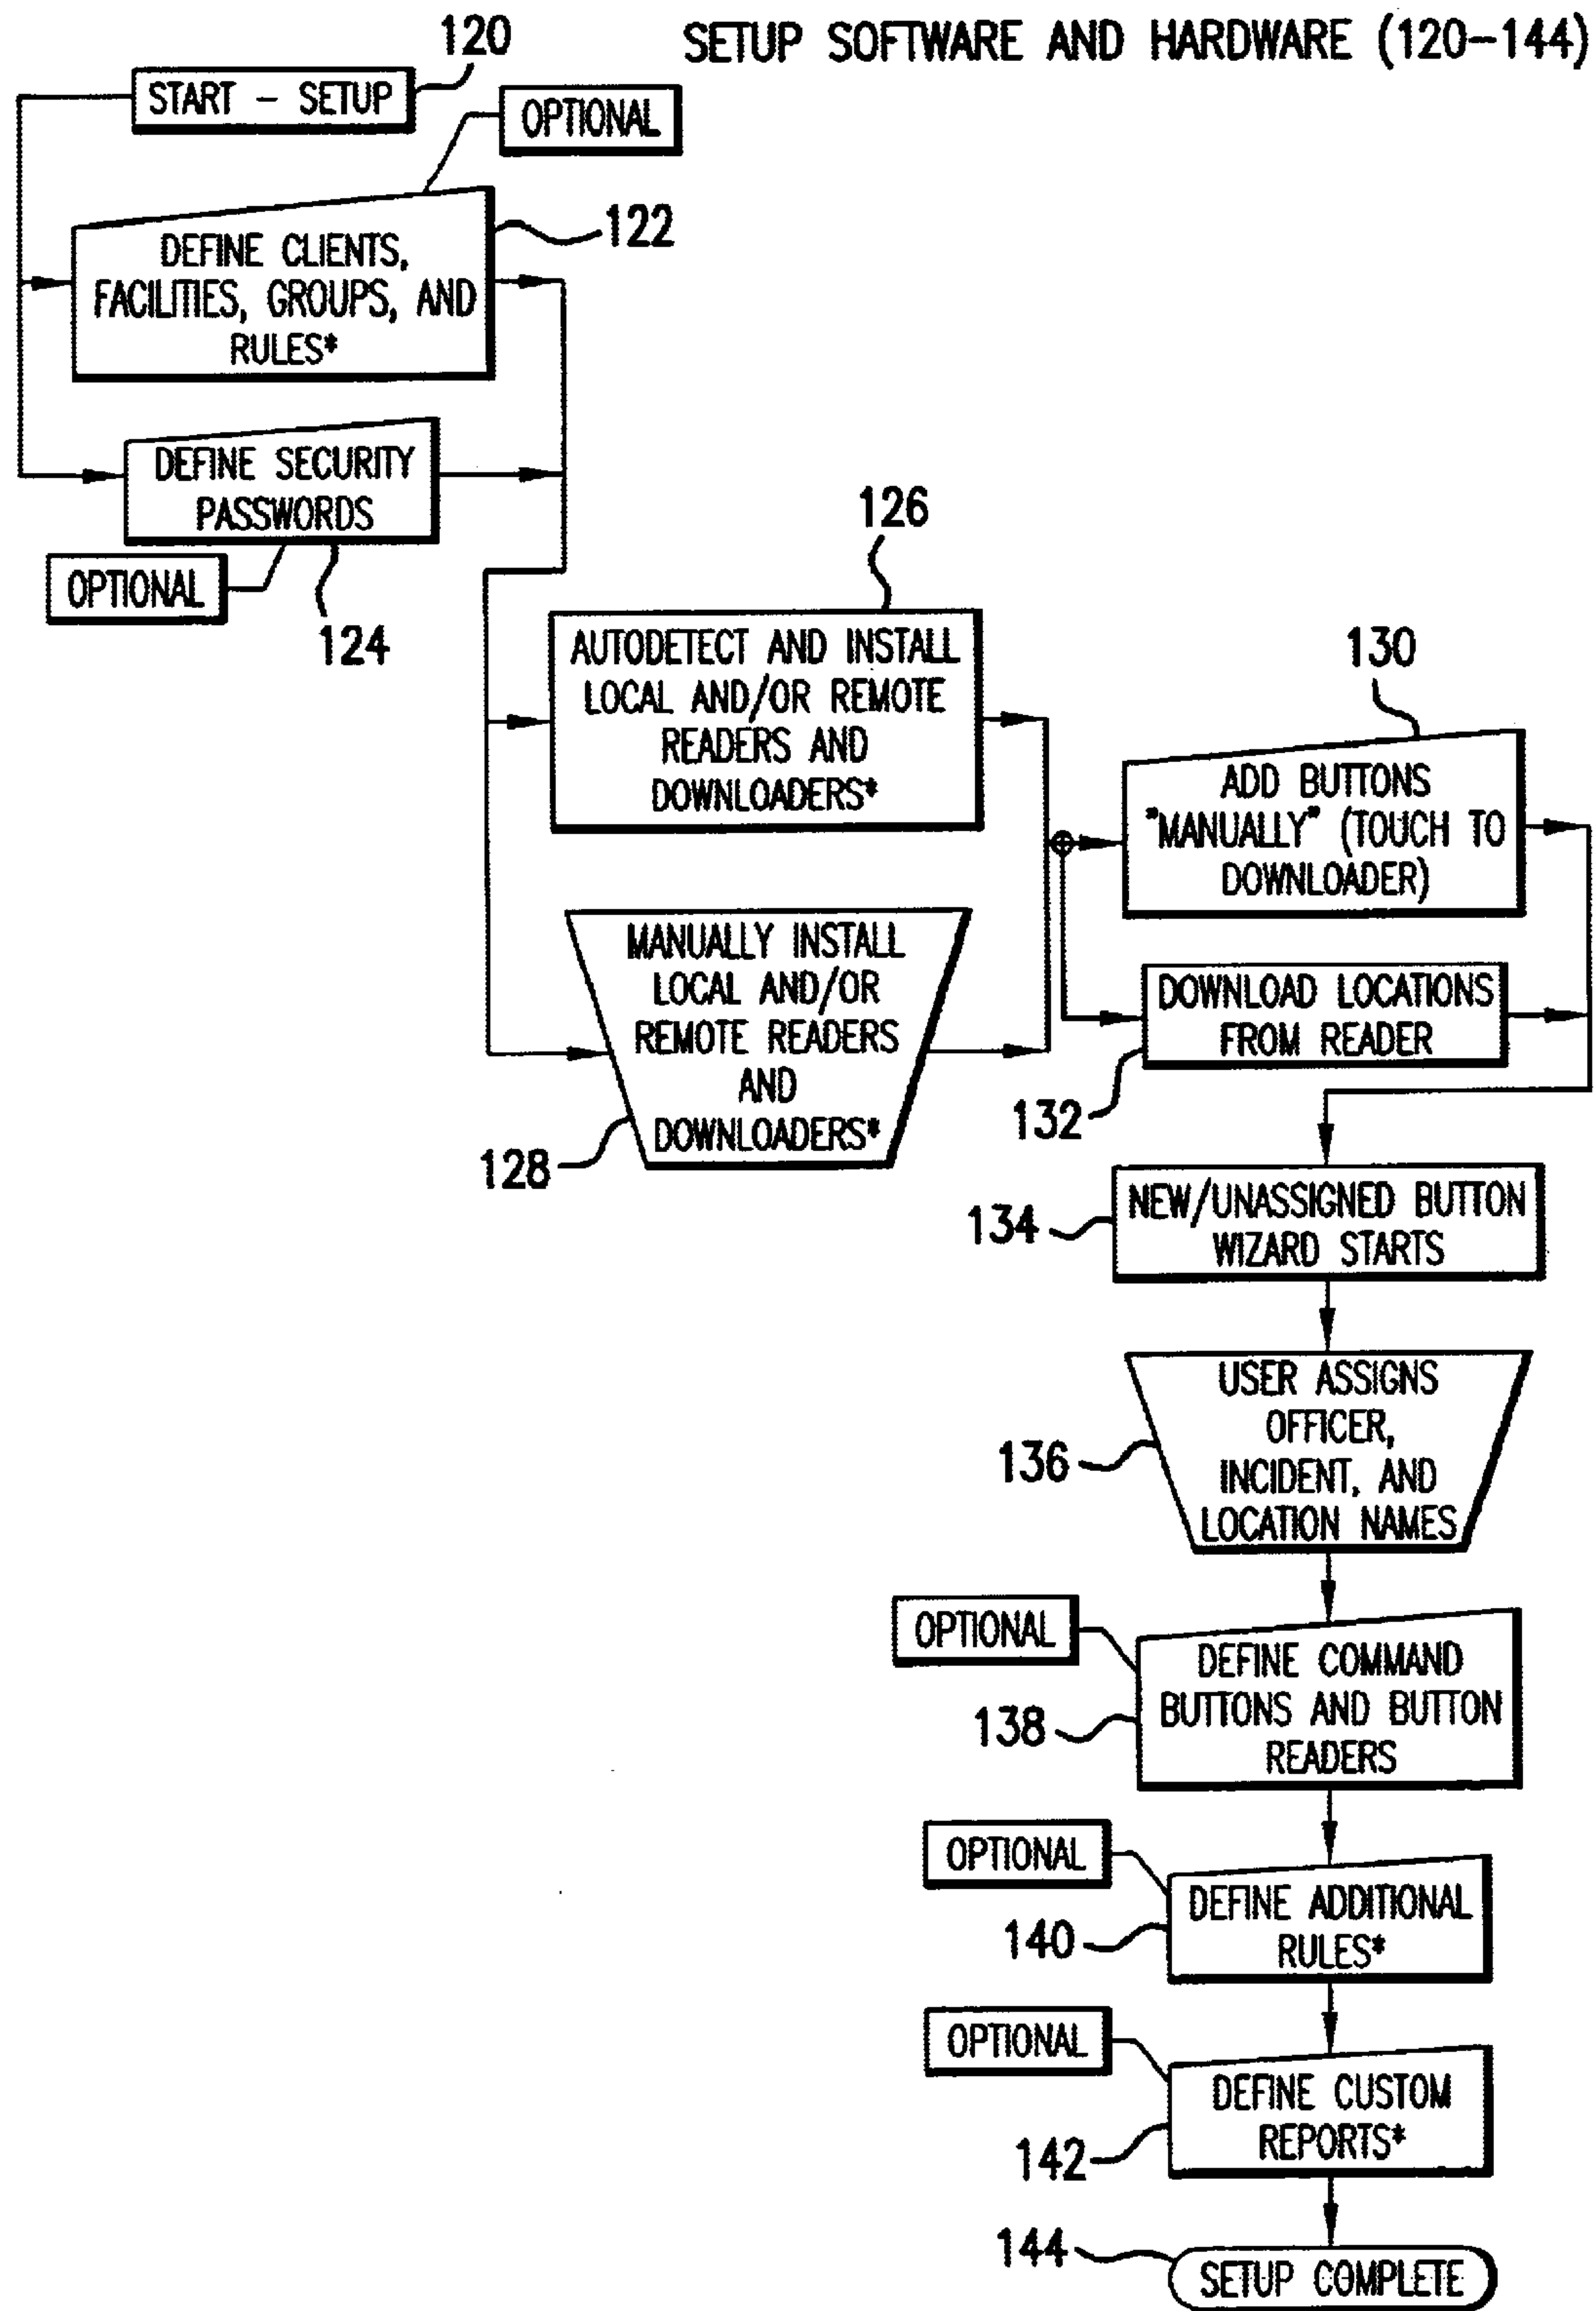 SETUP SOFTWARE AND HARDWARE (120-144)
120
START - SETUP
OPTIONAL
122
DEFINE CLIENTS,
FACILITIES, GROUPS, AND
RULES*
DEFINE SECURITY
PASSWORDS
OPTIONAL
124
126
AUTODETECT AND INSTALL
LOCAL AND/OR REMOTE
READERS AND
DOWNLOADERS*
MANUALLY INSTALL
LOCAL AND/OR
REMOTE READERS
AND
DOWNLOADERS*
128
130
ADD BUTTONS
"MANUALLY" (TOUCH TO
DOWNLOADER)
DOWNLOAD LOCATIONS
FROM READER
132
134
NEW/UNASSIGNED BUTTON
WIZARD STARTS
USER ASSIGNS
OFFICER,
INCIDENT, AND
LOCATION NAMES
136
OPTIONAL
DEFINE COMMAND
BUTTONS AND BUTTON
READERS
138
OPTIONAL
DEFINE ADDITIONAL
RULES*
140
OPTIONAL
DEFINE CUSTOM
REPORTS*
142
144
SETUP COMPLETE